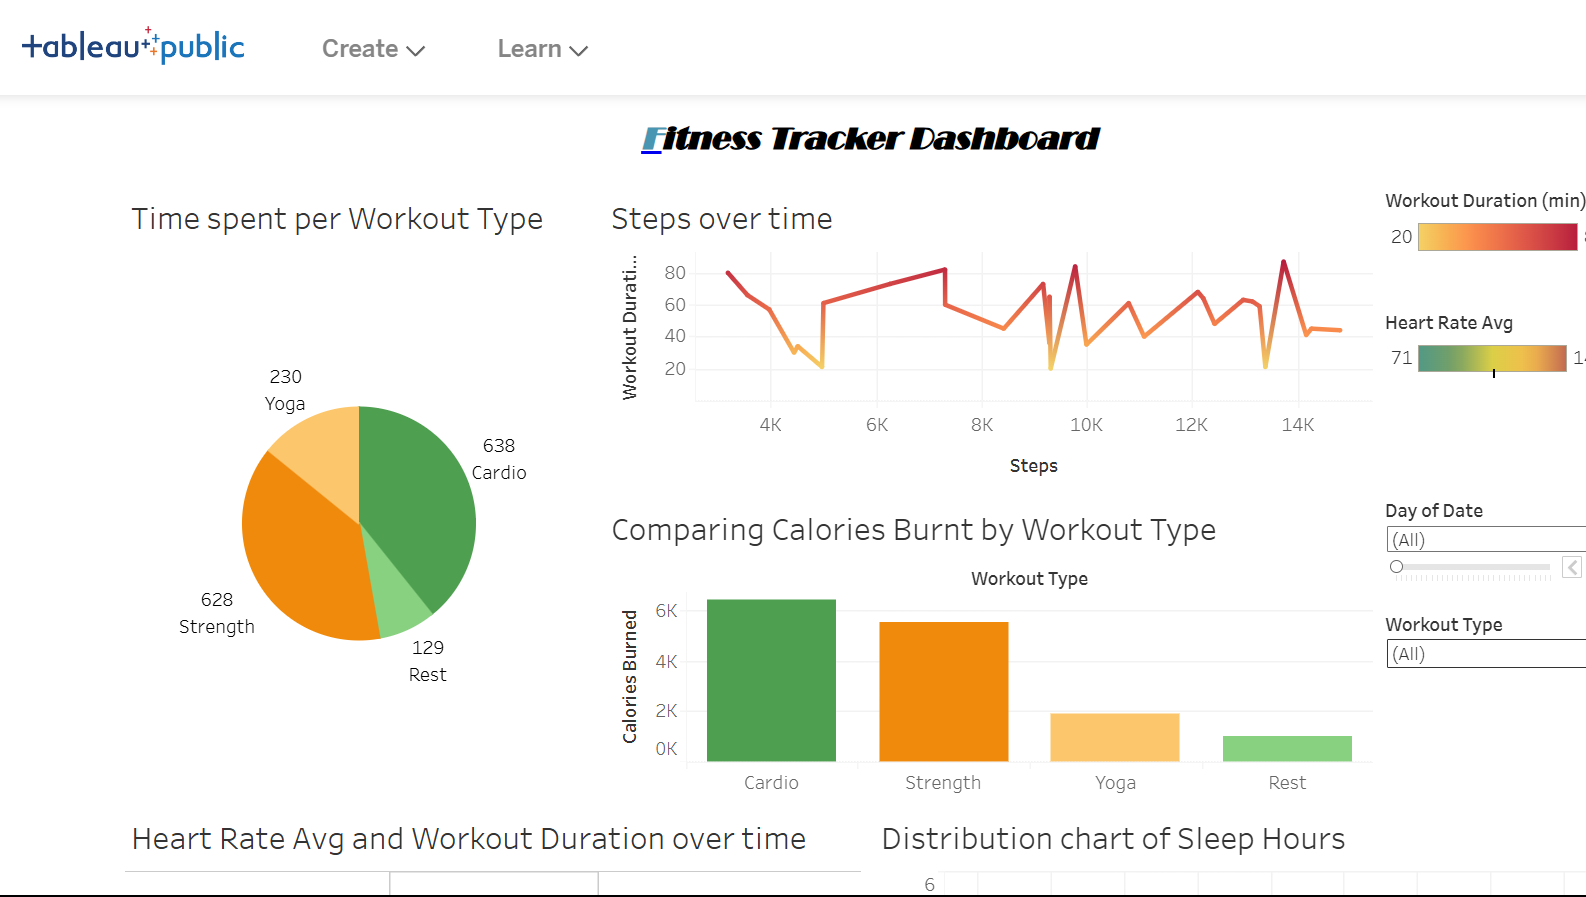 tableau public
Create
Learn
Fitness Tracker Dashboard
Time spent per Workout Type
230
Yoga
638
Cardio
628
Strength
129
Rest
Steps over time
Workout Durati...
80
60
40
20
4K
6K
8K
10K
12K
14K
Steps
Workout Duration (min)
20
Heart Rate Avg
71
Comparing Calories Burnt by Workout Type
Workout Type
Calories Burned
6K
4K
2K
0K
Cardio
Strength
Yoga
Rest
Day of Date
(All)
Workout Type
(All)
Heart Rate Avg and Workout Duration over time
Distribution chart of Sleep Hours
6